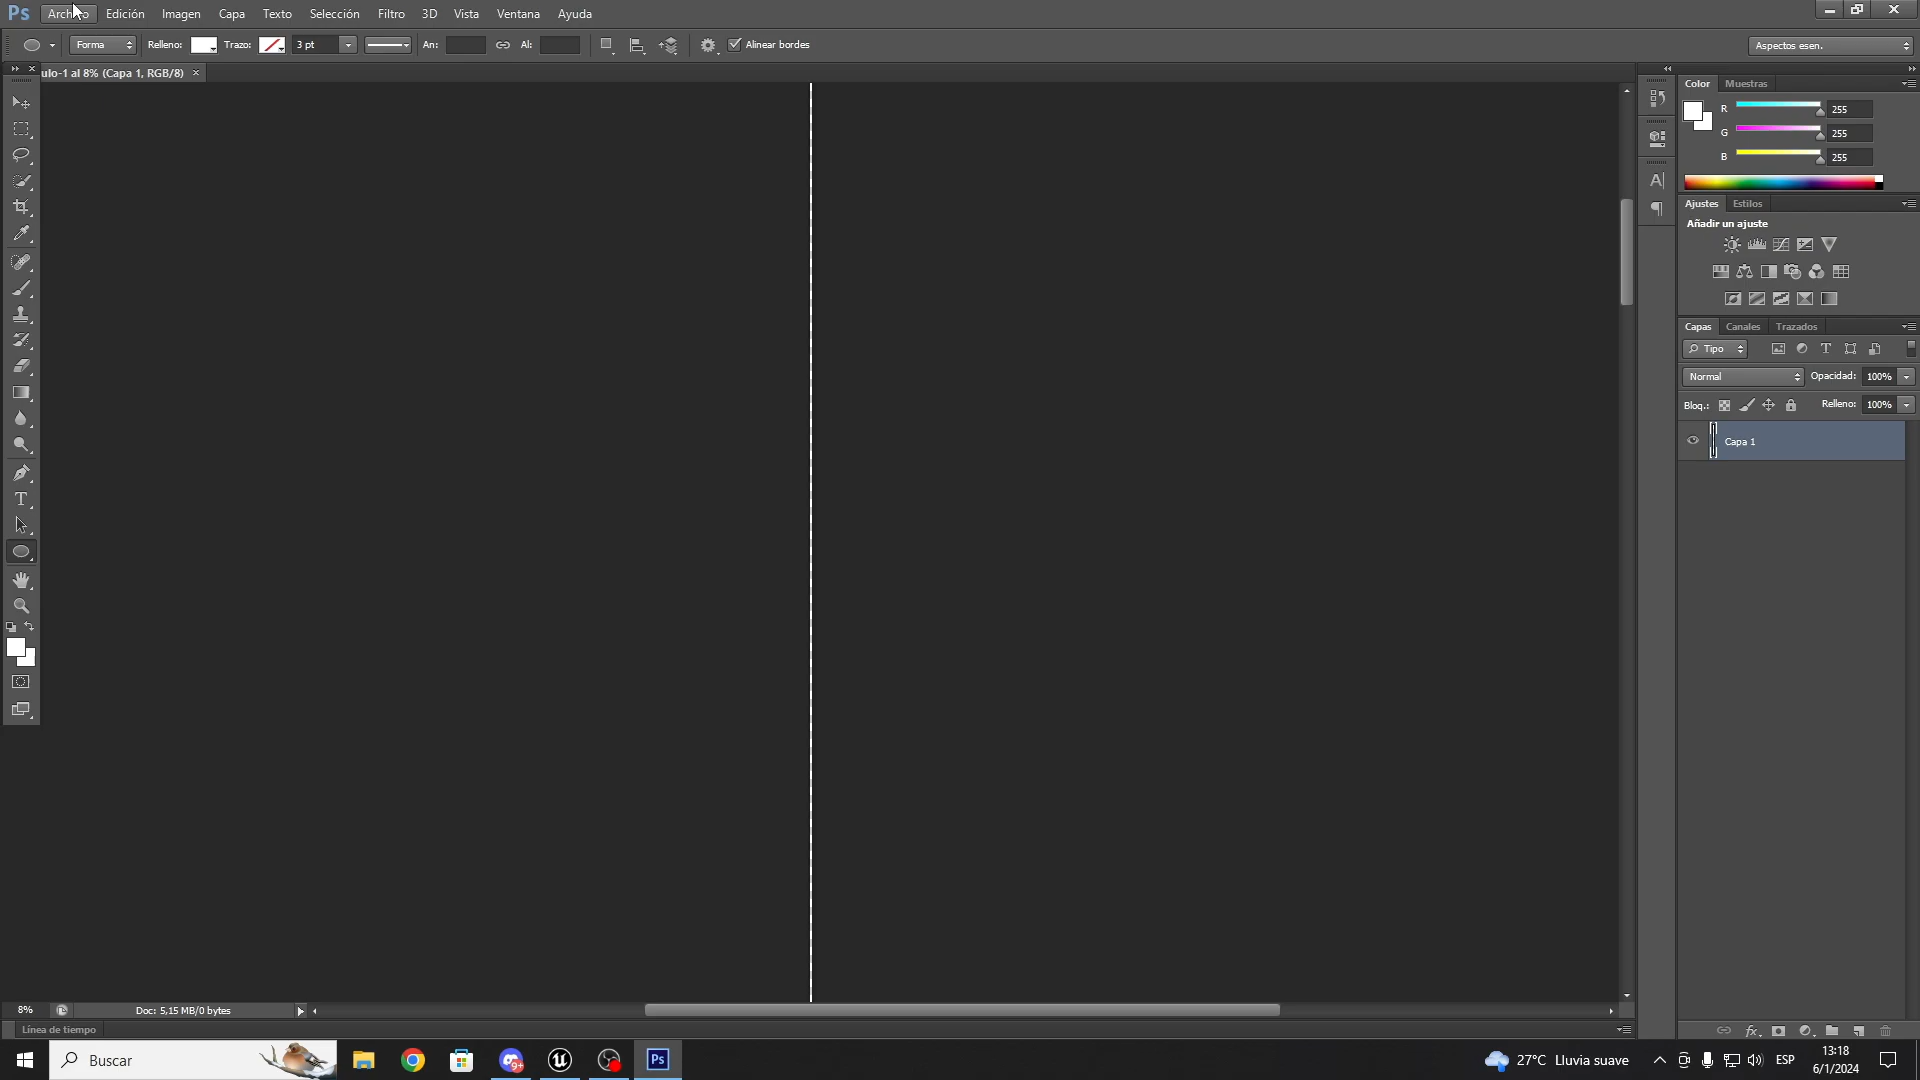 Ps Archivo Edición Imagen Capa Texto Selección Filtro 3D Vista Ventana Ayuda
Forma Relleno: Trazo: 3 pt An: Al: Alinear bordes Aspectos esen.
ulo-1 al 8% (Capa 1, RGB/8) ×
Color Muestras
R 255
G 255
B 255
Ajustes Estilos
Añadir un ajuste
Capas Canales Trazados
Tipo
Normal Opacidad: 100%
Bloq.: Relleno: 100%
Capa 1
8% Doc: 5,15 MB/0 bytes
Línea de tiempo
Buscar
9+
Ps
27°C Lluvia suave
ESP
13:18
6/1/2024